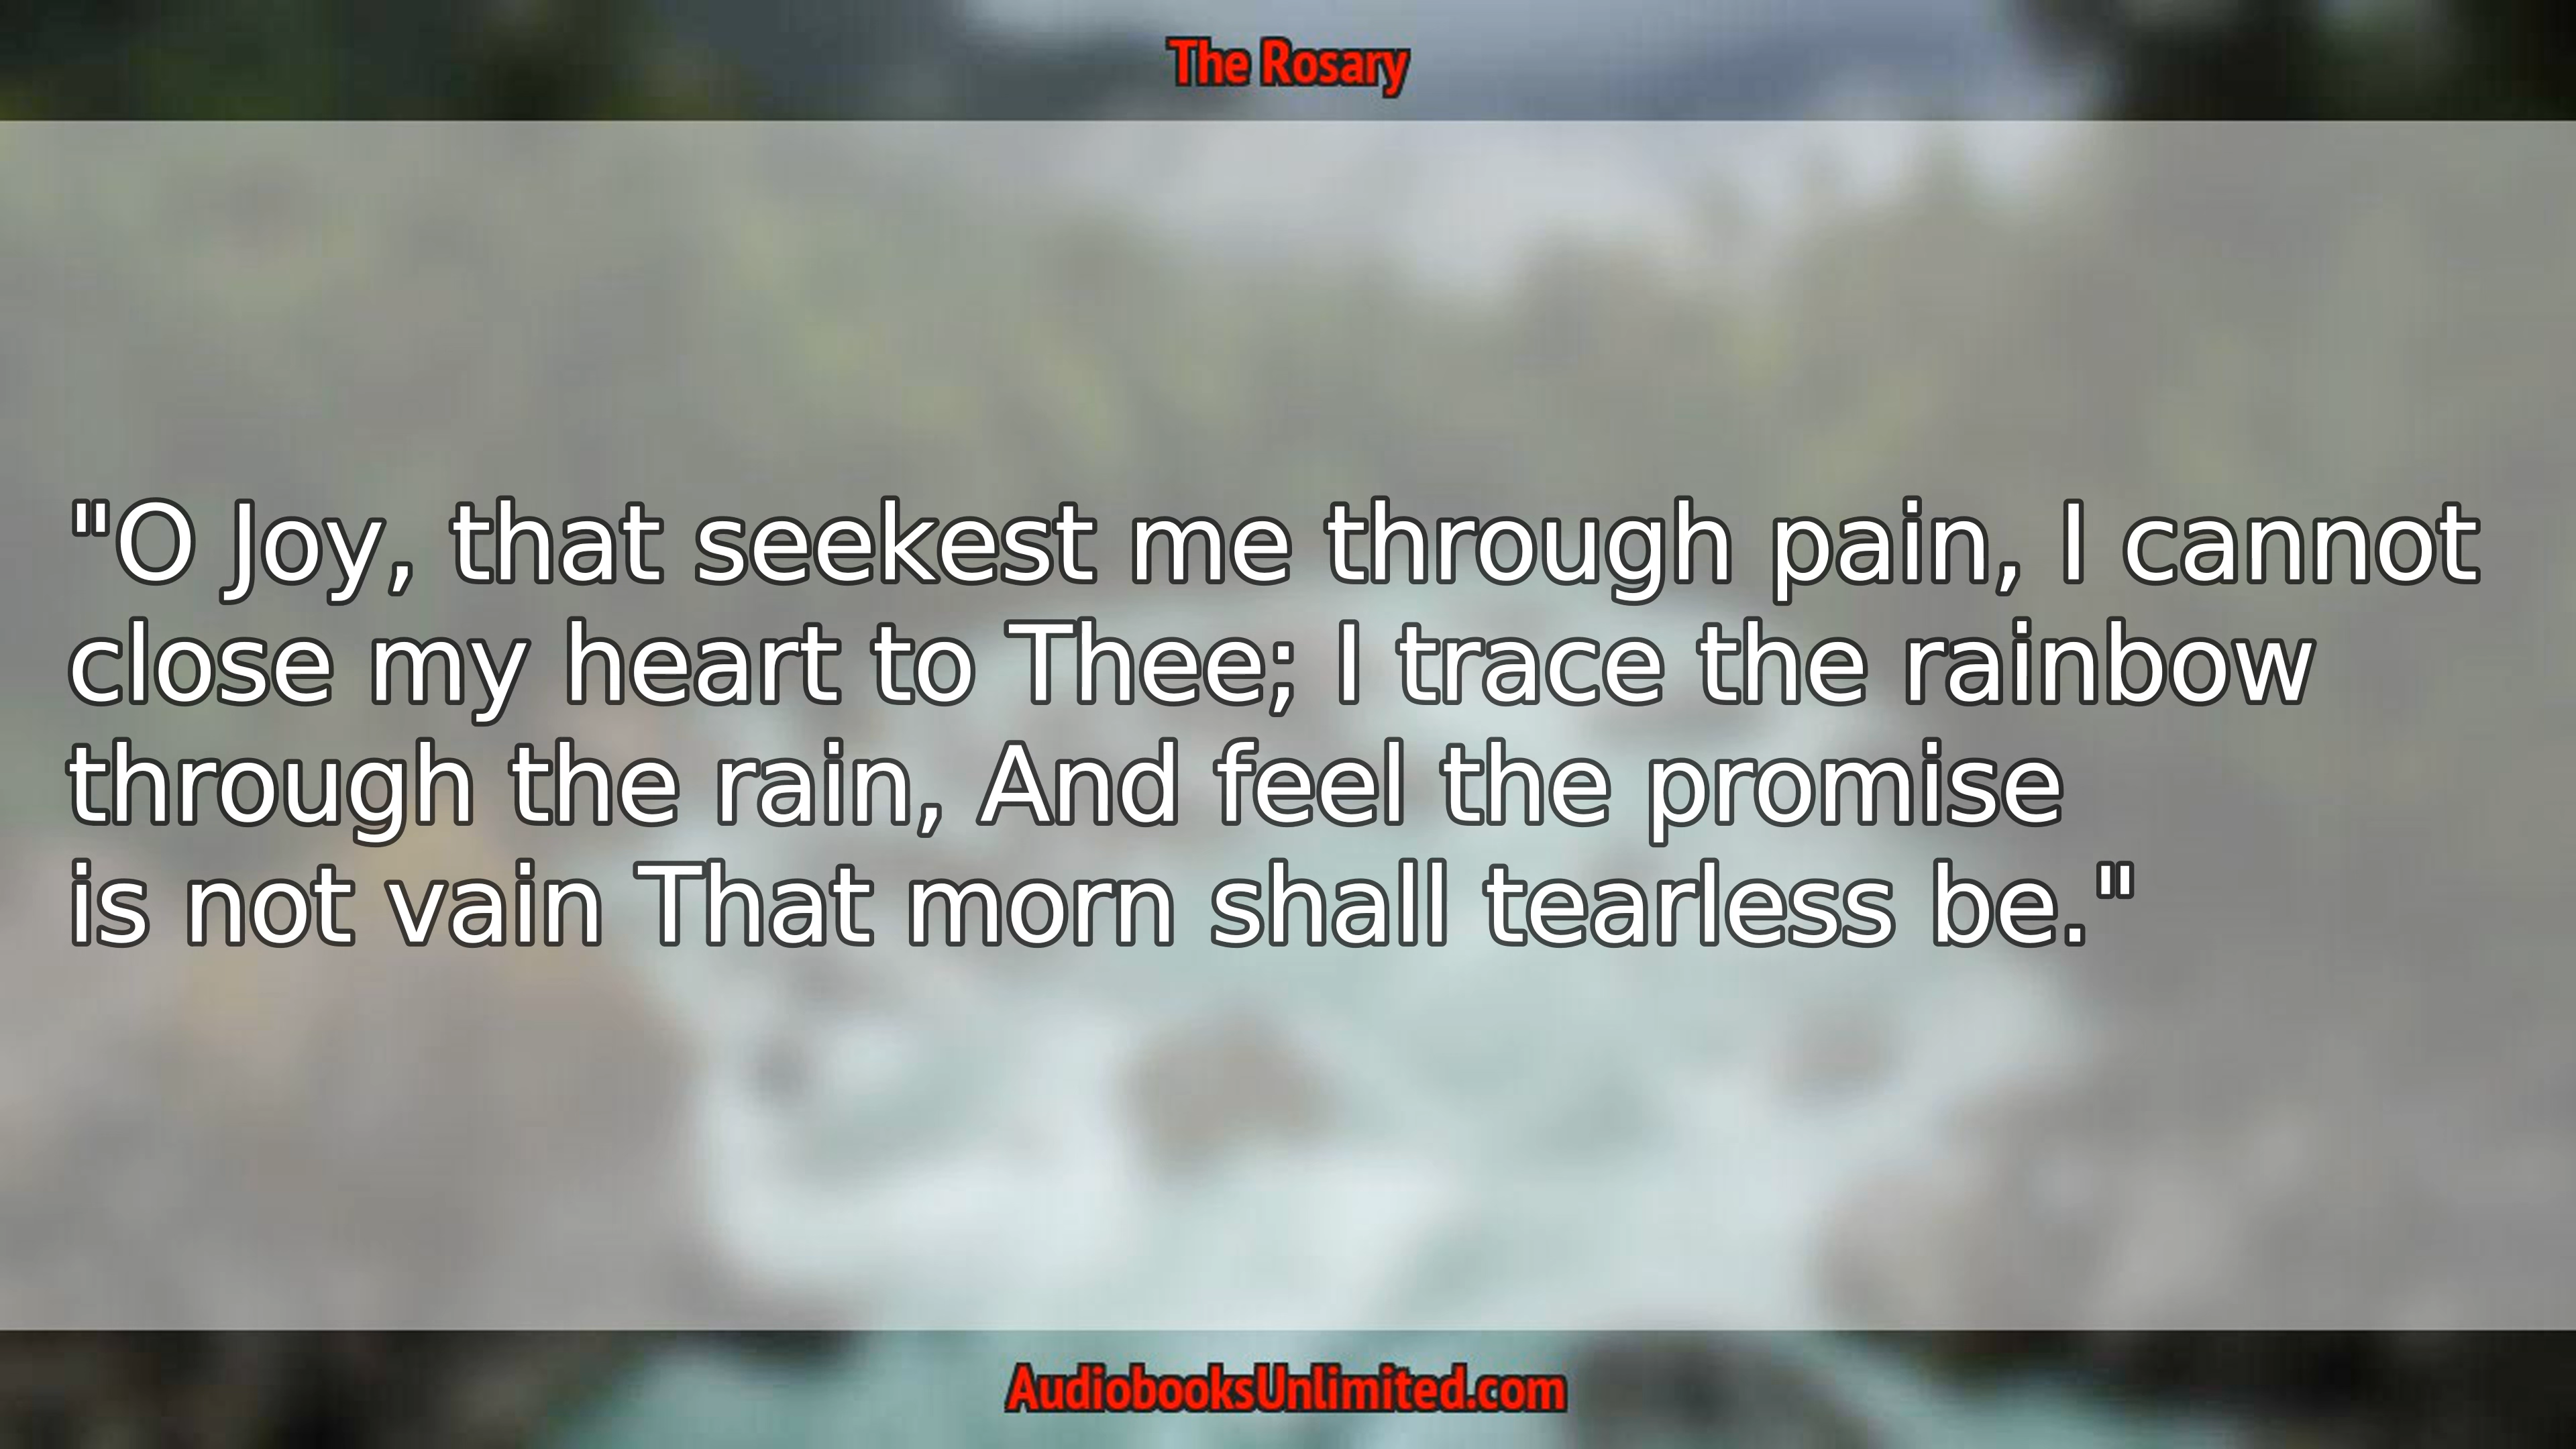 The Rosary
"O Joy, that seekest me through pain, I cannot
close my heart to Thee; I trace the rainbow
through the rain, And feel the promise
is not vain That morn shall tearless be."
AudiobooksUnlimited.com